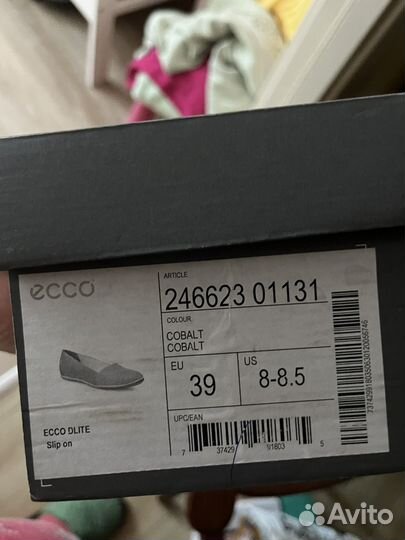 ecco
ARTICLE
246623 01131
COLOUR
COBALT
COBALT
EU
39
US
8-8.5
ECCO DLITE
Slip on
UPC/EAN
7 37429 91803 5
Avito